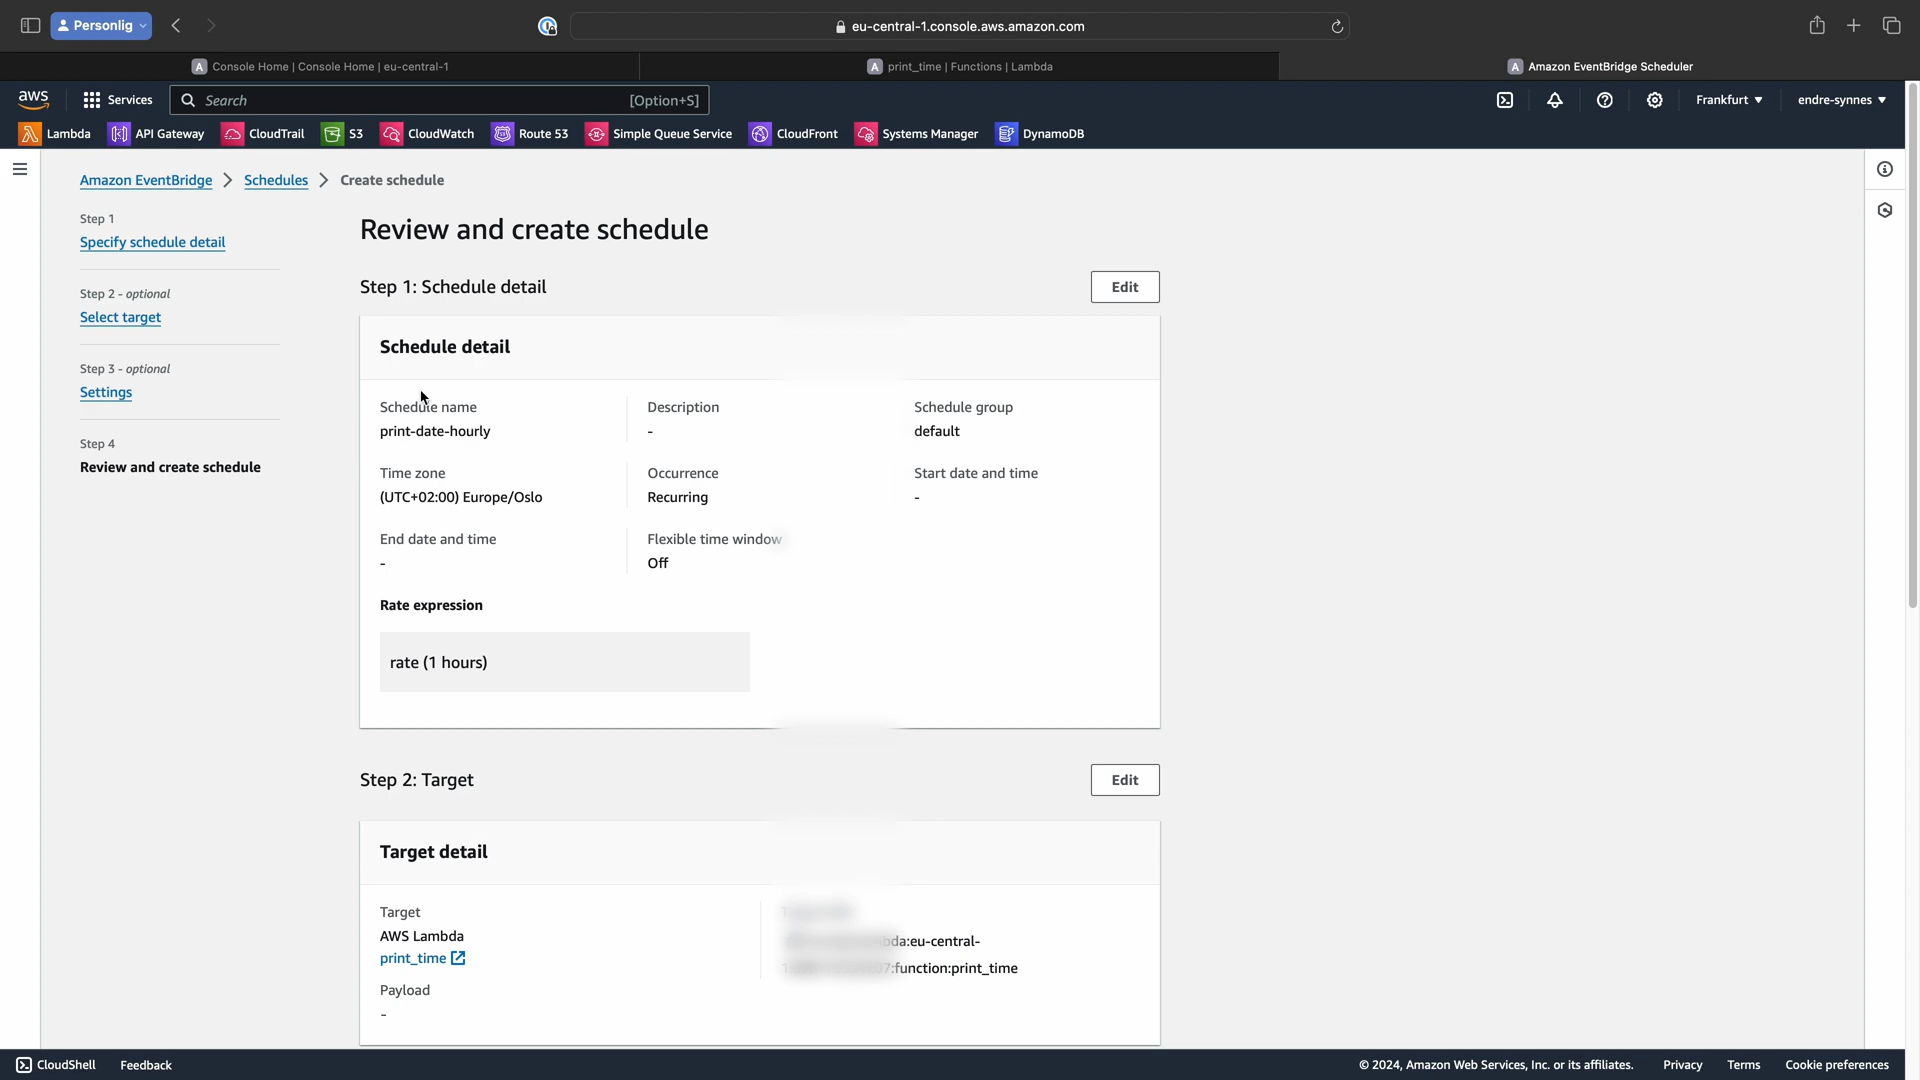 Personlig
eu-central-1.console.aws.amazon.com
Console Home | Console Home | eu-central-1
print_time | Functions | Lambda
Amazon EventBridge Scheduler
aws
Services
Search
[Option+S]
Frankfurt
endre-synnes
Lambda
API Gateway
CloudTrail
S3
CloudWatch
Route 53
Simple Queue Service
CloudFront
Systems Manager
DynamoDB
Amazon EventBridge
Schedules
Create schedule
Step 1
Specify schedule detail
Step 2 - optional
Select target
Step 3 - optional
Settings
Step 4
Review and create schedule
Review and create schedule
Step 1: Schedule detail
Edit
Schedule detail
Schedule name
print-date-hourly
Description
-
Schedule group
default
Time zone
(UTC+02:00) Europe/Oslo
Occurrence
Recurring
Start date and time
-
End date and time
-
Flexible time window
Off
Rate expression
rate (1 hours)
Step 2: Target
Edit
Target detail
Target
AWS Lambda
print_time
Payload
-
bda:eu-central-
7:function:print_time
CloudShell
Feedback
© 2024, Amazon Web Services, Inc. or its affiliates.
Privacy
Terms
Cookie preferences